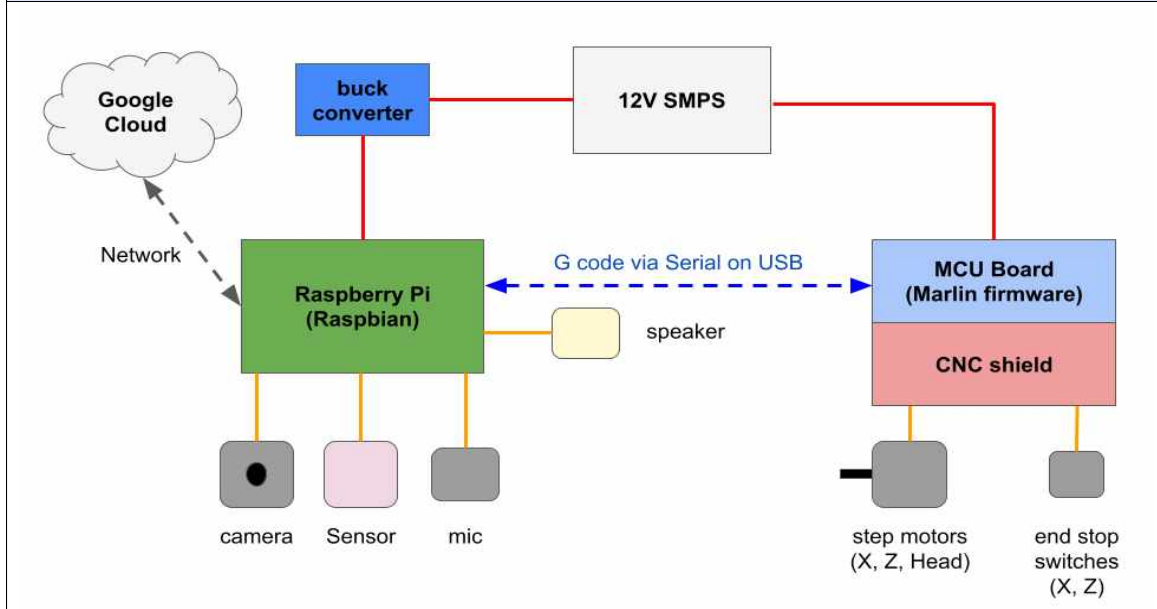 Google
Cloud
buck
converter
12V SMPS
Network
Raspberry Pi
(Raspbian)
G code via Serial on USB
MCU Board
(Marlin firmware)
speaker
CNC shield
camera
Sensor
mic
step motors
(X, Z, Head)
end stop
switches
(X, Z)